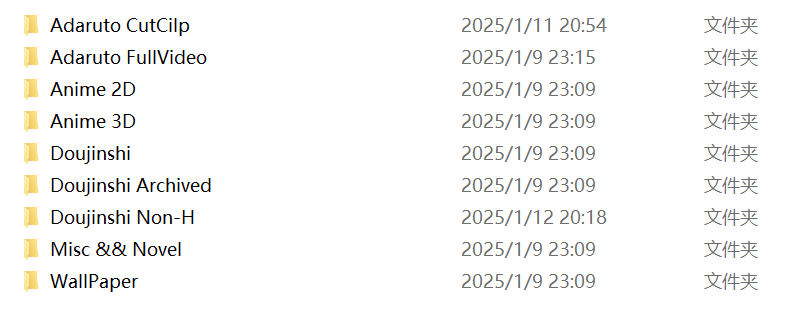 Adaruto CutCilp 2025/1/11 20:54 文件夹
Adaruto FullVideo 2025/1/9 23:15 文件夹
Anime 2D 2025/1/9 23:09 文件夹
Anime 3D 2025/1/9 23:09 文件夹
Doujinshi 2025/1/9 23:09 文件夹
Doujinshi Archived 2025/1/9 23:09 文件夹
Doujinshi Non-H 2025/1/12 20:18 文件夹
Misc && Novel 2025/1/9 23:09 文件夹
WallPaper 2025/1/9 23:09 文件夹